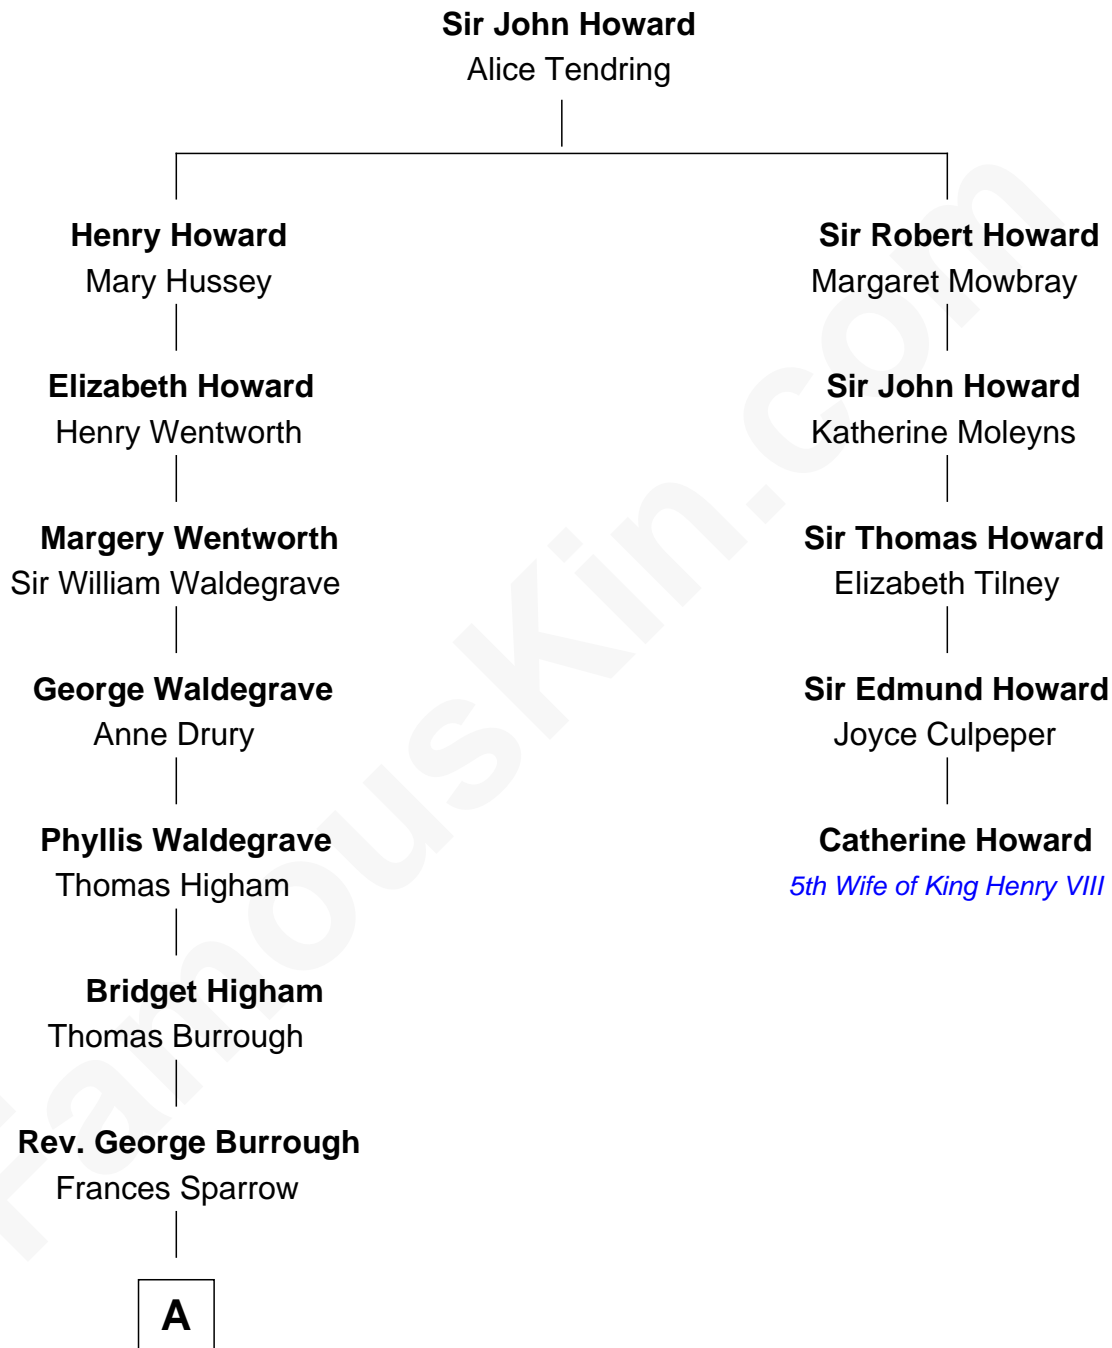 Sir John Howard
Alice Tendring
Henry Howard
Mary Hussey
Sir Robert Howard
Margaret Mowbray
Elizabeth Howard
Henry Wentworth
Sir John Howard
Katherine Moleyns
Margery Wentworth
Sir William Waldegrave
Sir Thomas Howard
Elizabeth Tilney
George Waldegrave
Anne Drury
Sir Edmund Howard
Joyce Culpeper
Phyllis Waldegrave
Thomas Higham
Catherine Howard
5th Wife of King Henry VIII
Bridget Higham
Thomas Burrough
Rev. George Burrough
Frances Sparrow
A
FamousKin.com